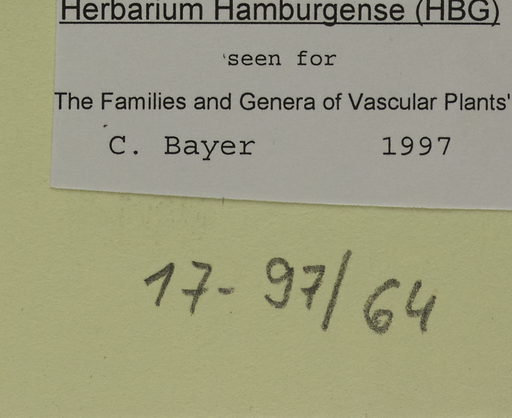 Herbarium Hamburgense (HBG)
'seen for
The Families and Genera of Vascular Plants'
C. Bayer 1997
17-97/64